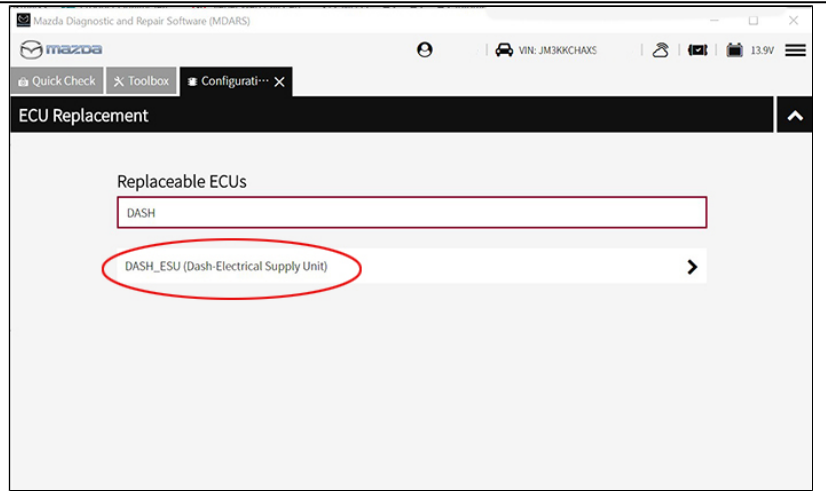 Mazda Diagnostic and Repair Software (MDARS)
mazda VIN: JM3KKCHAXS 13.9V
Quick Check Toolbox Configurati···
ECU Replacement
Replaceable ECUs
DASH
DASH_ESU (Dash-Electrical Supply Unit)